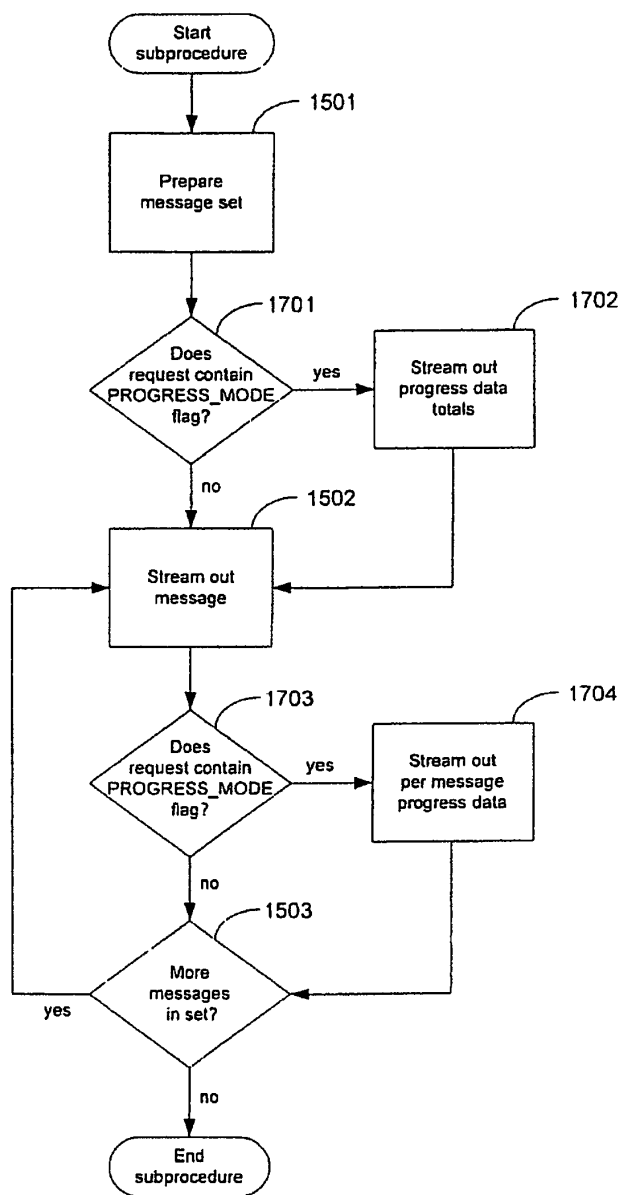 Start
subprocedure
1501
Prepare
message set
1701
Does
request contain
PROGRESS_MODE
flag?
yes
1702
Stream out
progress data
totals
no
1502
Stream out
message
1703
Does
request contain
PROGRESS_MODE
flag?
yes
1704
Stream out
per message
progress data
no
1503
More
messages
in set?
yes
no
End
subprocedure